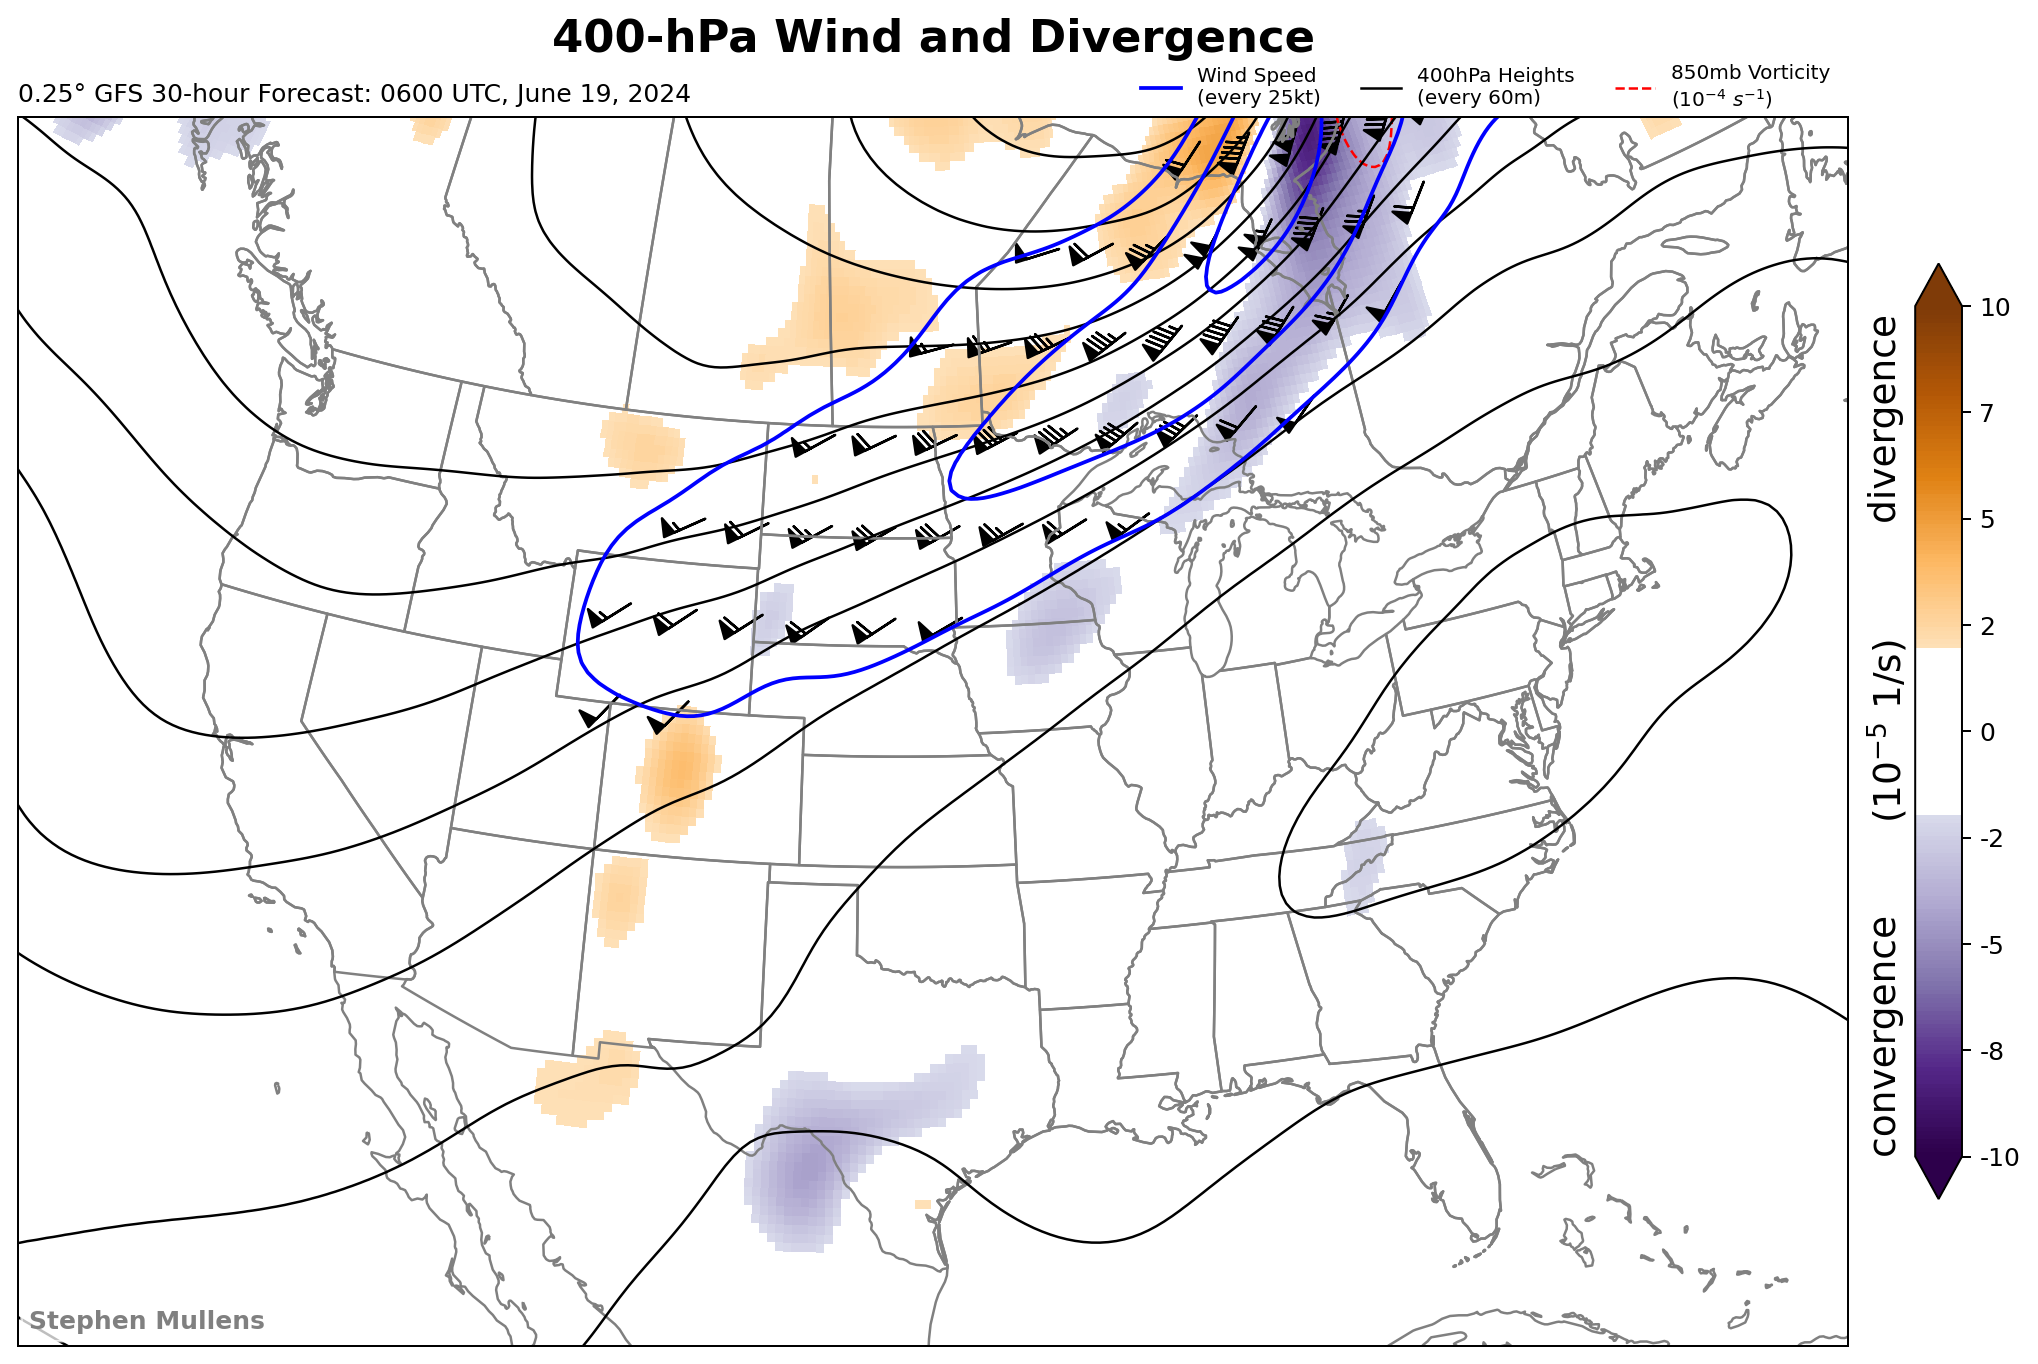 400-hPa Wind and Divergence
0.25° GFS 30-hour Forecast: 0600 UTC, June 19, 2024
Wind Speed
(every 25kt)
400hPa Heights
(every 60m)
850mb Vorticity
(10⁻⁴ s⁻¹)
10
7
5
2
0
-2
-5
-8
-10
convergence (10⁻⁵ 1/s) divergence
Stephen Mullens